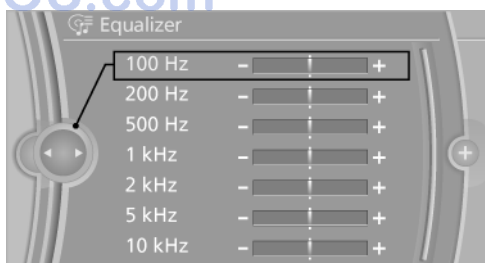 Equalizer
100 Hz - +
200 Hz - +
500 Hz - +
1 kHz - +
2 kHz - +
5 kHz - +
10 kHz - +
+